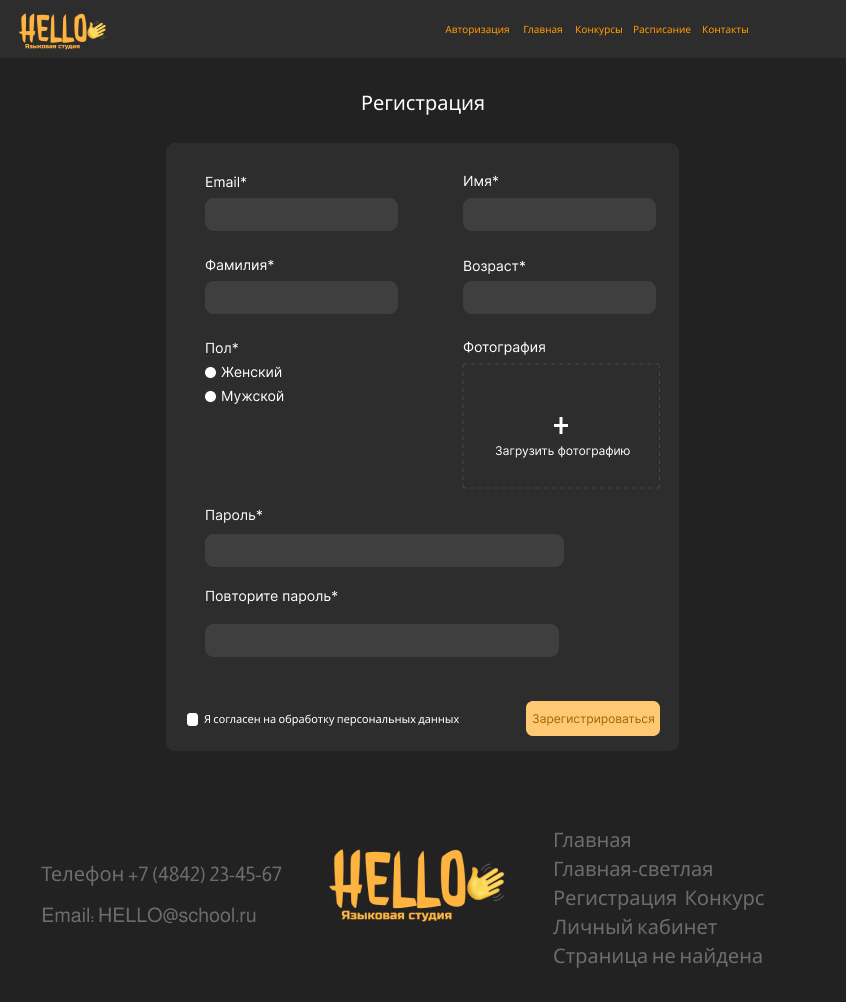 HELLO
Языковая студия
Авторизация Главная Конкурсы Расписание Контакты
Регистрация
Email* Имя*
Фамилия* Возраст*
Пол* Фотография
Женский
Мужской
+
Загрузить фотографию
Пароль*
Повторите пароль*
Я согласен на обработку персональных данных Зарегистрироваться
Телефон +7 (4842) 23-45-67
Email: HELLO@school.ru
HELLO
Языковая студия
Главная
Главная-светлая
Регистрация Конкурс
Личный кабинет
Страница не найдена